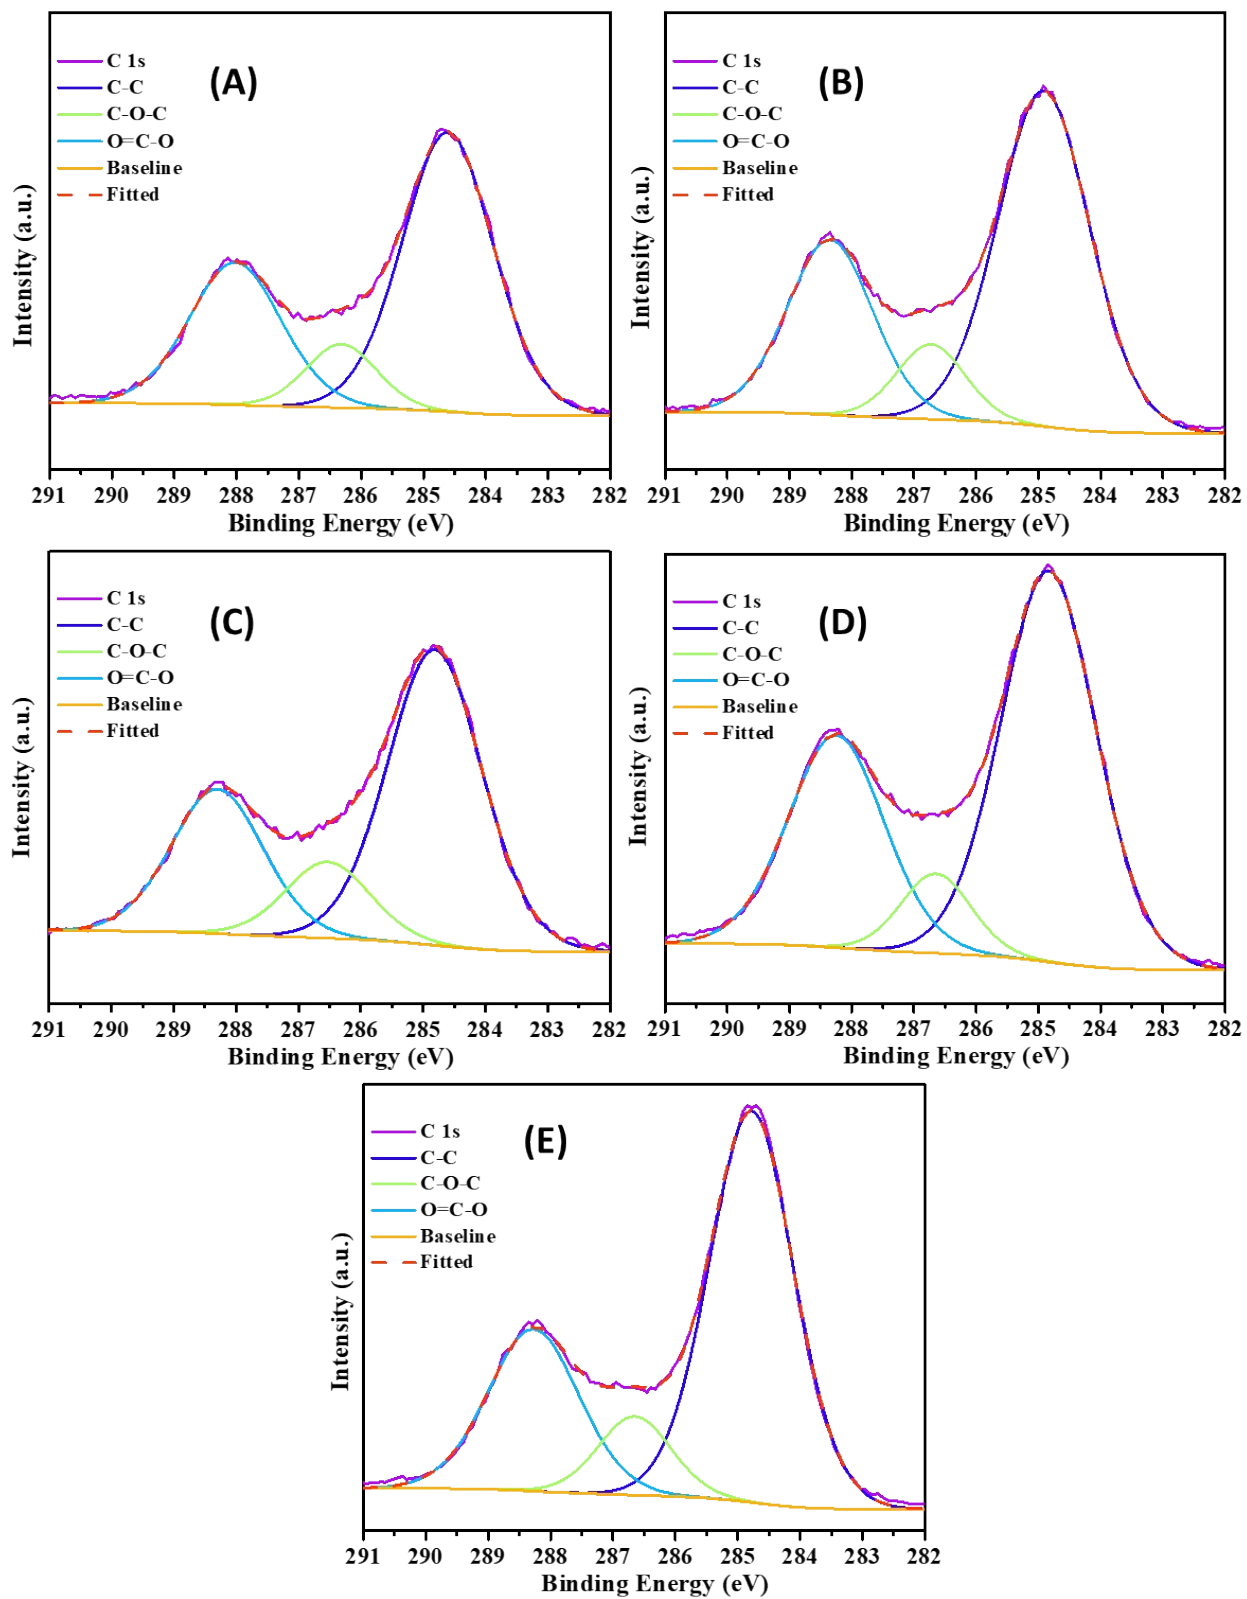 C 1s
C-C
C-O-C
O=C-O
Baseline
Fitted
(A)
Intensity (a.u.)
291 290 289 288 287 286 285 284 283 282
Binding Energy (eV)
C 1s
C-C
C-O-C
O=C-O
Baseline
Fitted
(B)
Intensity (a.u.)
291 290 289 288 287 286 285 284 283 282
Binding Energy (eV)
C 1s
C-C
C-O-C
O=C-O
Baseline
Fitted
(C)
Intensity (a.u.)
291 290 289 288 287 286 285 284 283 282
Binding Energy (eV)
C 1s
C-C
C-O-C
O=C-O
Baseline
Fitted
(D)
Intensity (a.u.)
291 290 289 288 287 286 285 284 283 282
Binding Energy (eV)
C 1s
C-C
C-O-C
O=C-O
Baseline
Fitted
(E)
Intensity (a.u.)
291 290 289 288 287 286 285 284 283 282
Binding Energy (eV)